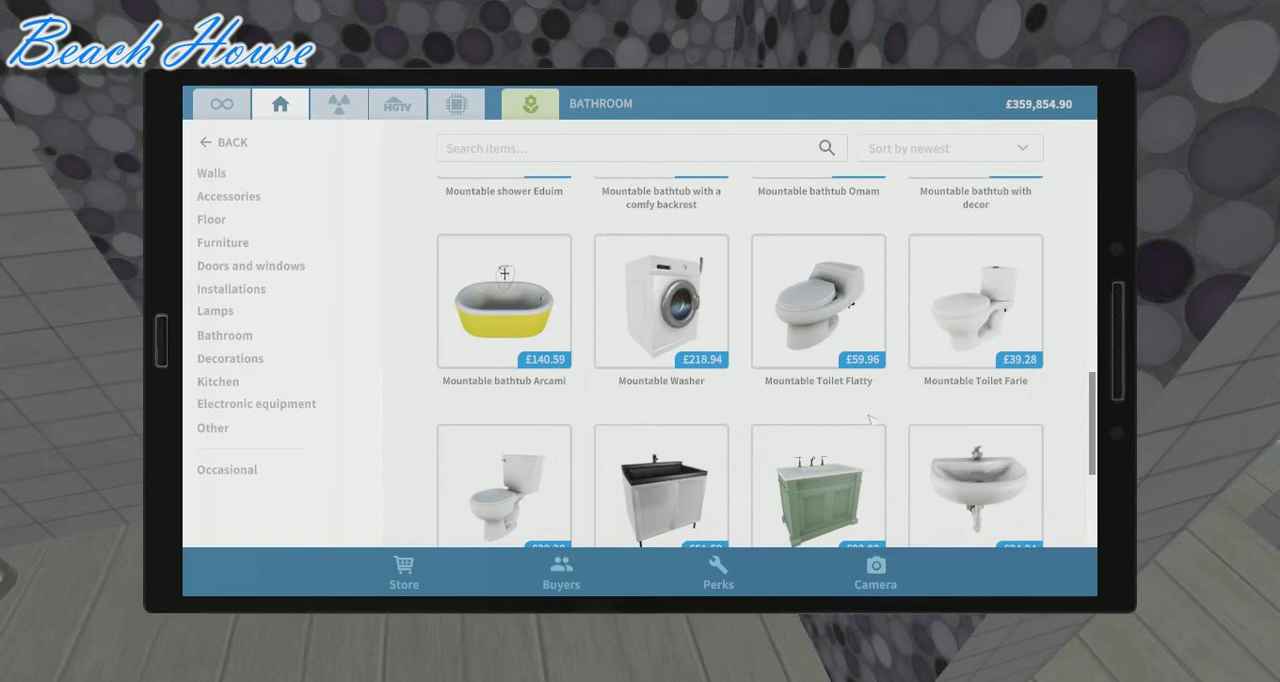 Beach House
HGTV
BATHROOM
£359,854.90
BACK
Search items...
Sort by newest
Walls
Accessories
Floor
Furniture
Doors and windows
Installations
Lamps
Bathroom
Decorations
Kitchen
Electronic equipment
Other
Occasional
Mountable shower Eduim
Mountable bathtub with a
comfy backrest
Mountable bathtub Omam
Mountable bathtub with
decor
£140.59
£218.94
£59.96
£39.28
Mountable bathtub Arcami
Mountable Washer
Mountable Toilet Flatty
Mountable Toilet Farie
Store
Buyers
Perks
Camera